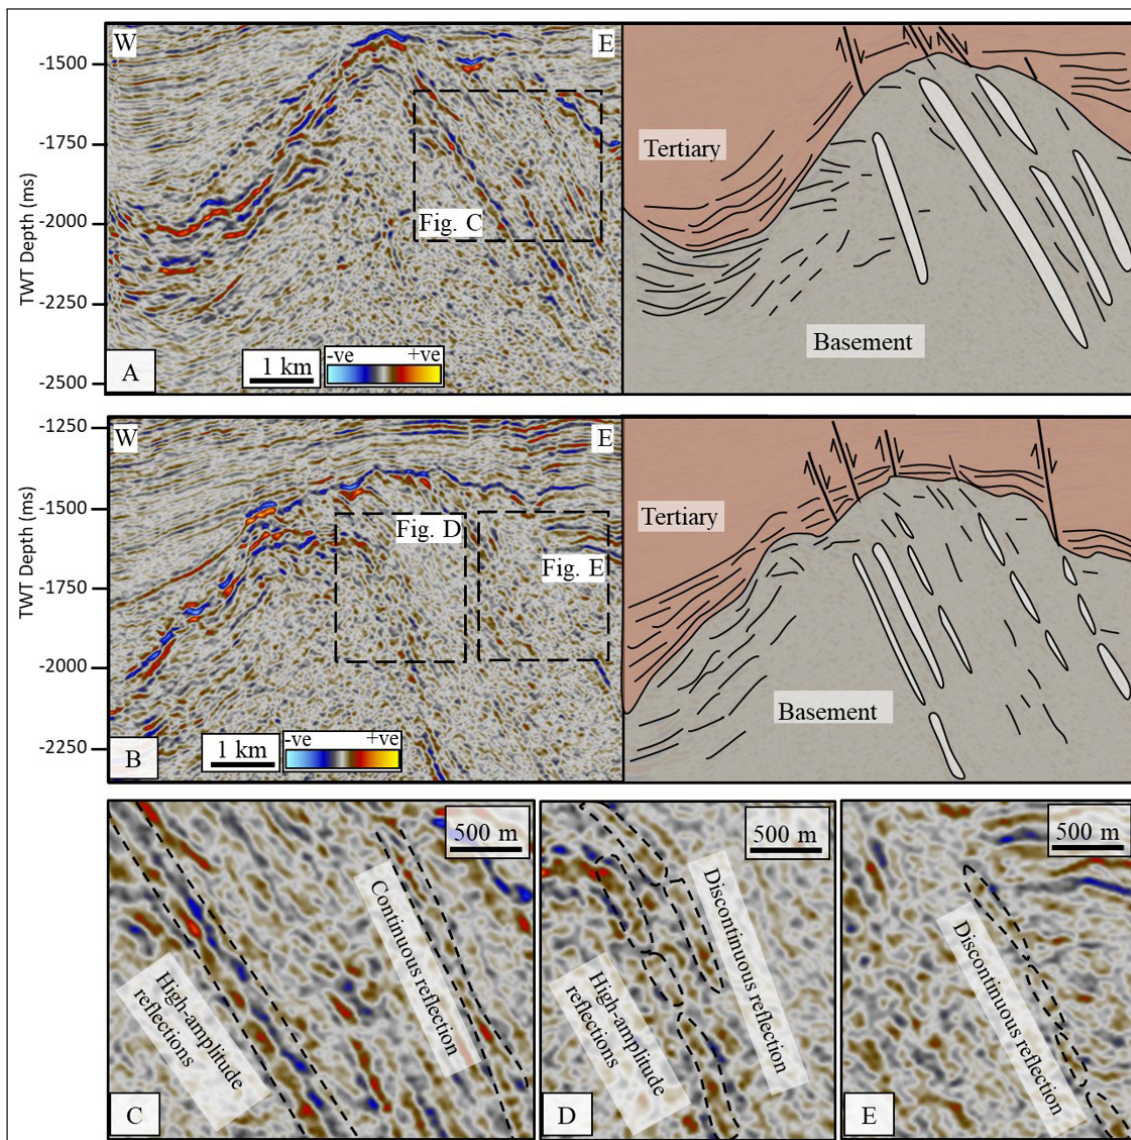 W
E
TWT Depth (ms)
-1500
-1750
-2000
-2250
-2500
Fig. C
A
1 km
-ve
+ve
Tertiary
Basement
W
E
TWT Depth (ms)
-1250
-1500
-1750
-2000
-2250
Fig. D
Fig. E
B
1 km
-ve
+ve
Tertiary
Basement
500 m
High-amplitude
reflections
Continuous reflection
C
500 m
High-amplitude
reflections
Discontinuous reflection
D
500 m
Discontinuous reflection
E